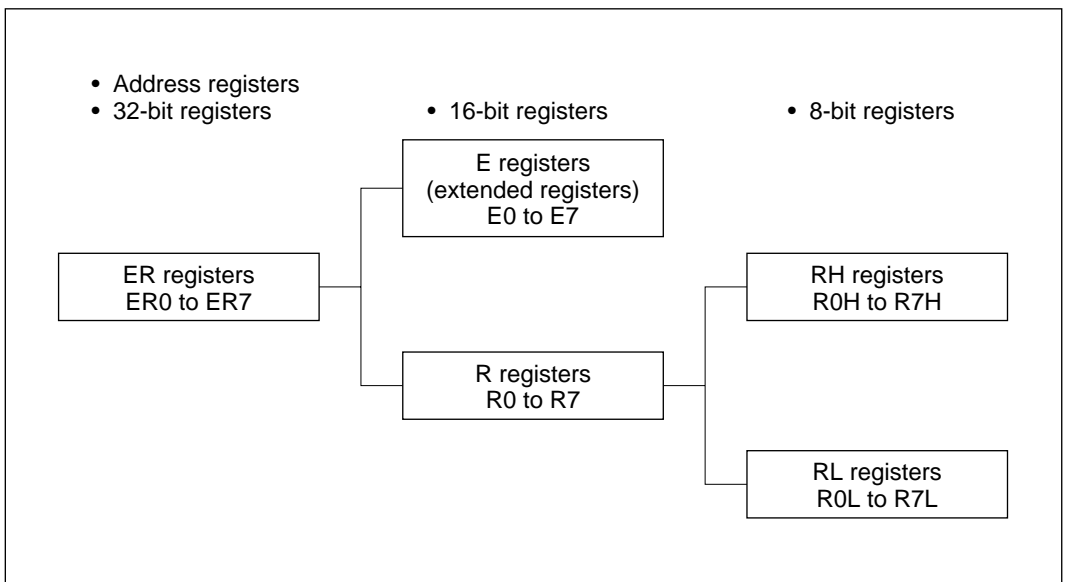 • Address registers
• 32-bit registers
• 16-bit registers
• 8-bit registers
E registers
(extended registers)
E0 to E7
ER registers
ER0 to ER7
RH registers
R0H to R7H
R registers
R0 to R7
RL registers
R0L to R7L